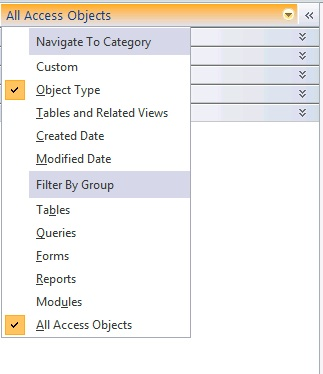 All Access Objects
Navigate To Category
Custom
Object Type
Tables and Related Views
Created Date
Modified Date
Filter By Group
Tables
Queries
Forms
Reports
Modules
All Access Objects